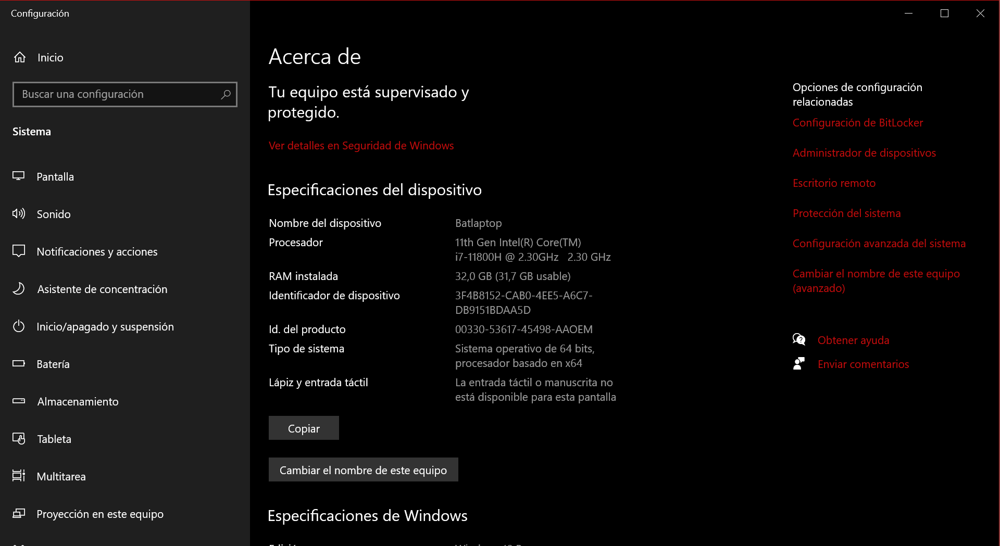 Configuración
Inicio
Buscar una configuración
Sistema
Pantalla
Sonido
Notificaciones y acciones
Asistente de concentración
Inicio/apagado y suspensión
Batería
Almacenamiento
Tableta
Multitarea
Proyección en este equipo
Acerca de
Tu equipo está supervisado y
protegido.
Ver detalles en Seguridad de Windows
Especificaciones del dispositivo
Nombre del dispositivo Batlaptop
Procesador 11th Gen Intel(R) Core(TM)
i7-11800H @ 2.30GHz 2.30 GHz
RAM instalada 32,0 GB (31,7 GB usable)
Identificador de dispositivo 3F4B8152-CAB0-4EE5-A6C7-
DB9151BDAA5D
Id. del producto 00330-53617-45498-AAOEM
Tipo de sistema Sistema operativo de 64 bits,
procesador basado en x64
Lápiz y entrada táctil La entrada táctil o manuscrita no
está disponible para esta pantalla
Copiar
Cambiar el nombre de este equipo
Especificaciones de Windows
Opciones de configuración
relacionadas
Configuración de BitLocker
Administrador de dispositivos
Escritorio remoto
Protección del sistema
Configuración avanzada del sistema
Cambiar el nombre de este equipo
(avanzado)
Obtener ayuda
Enviar comentarios